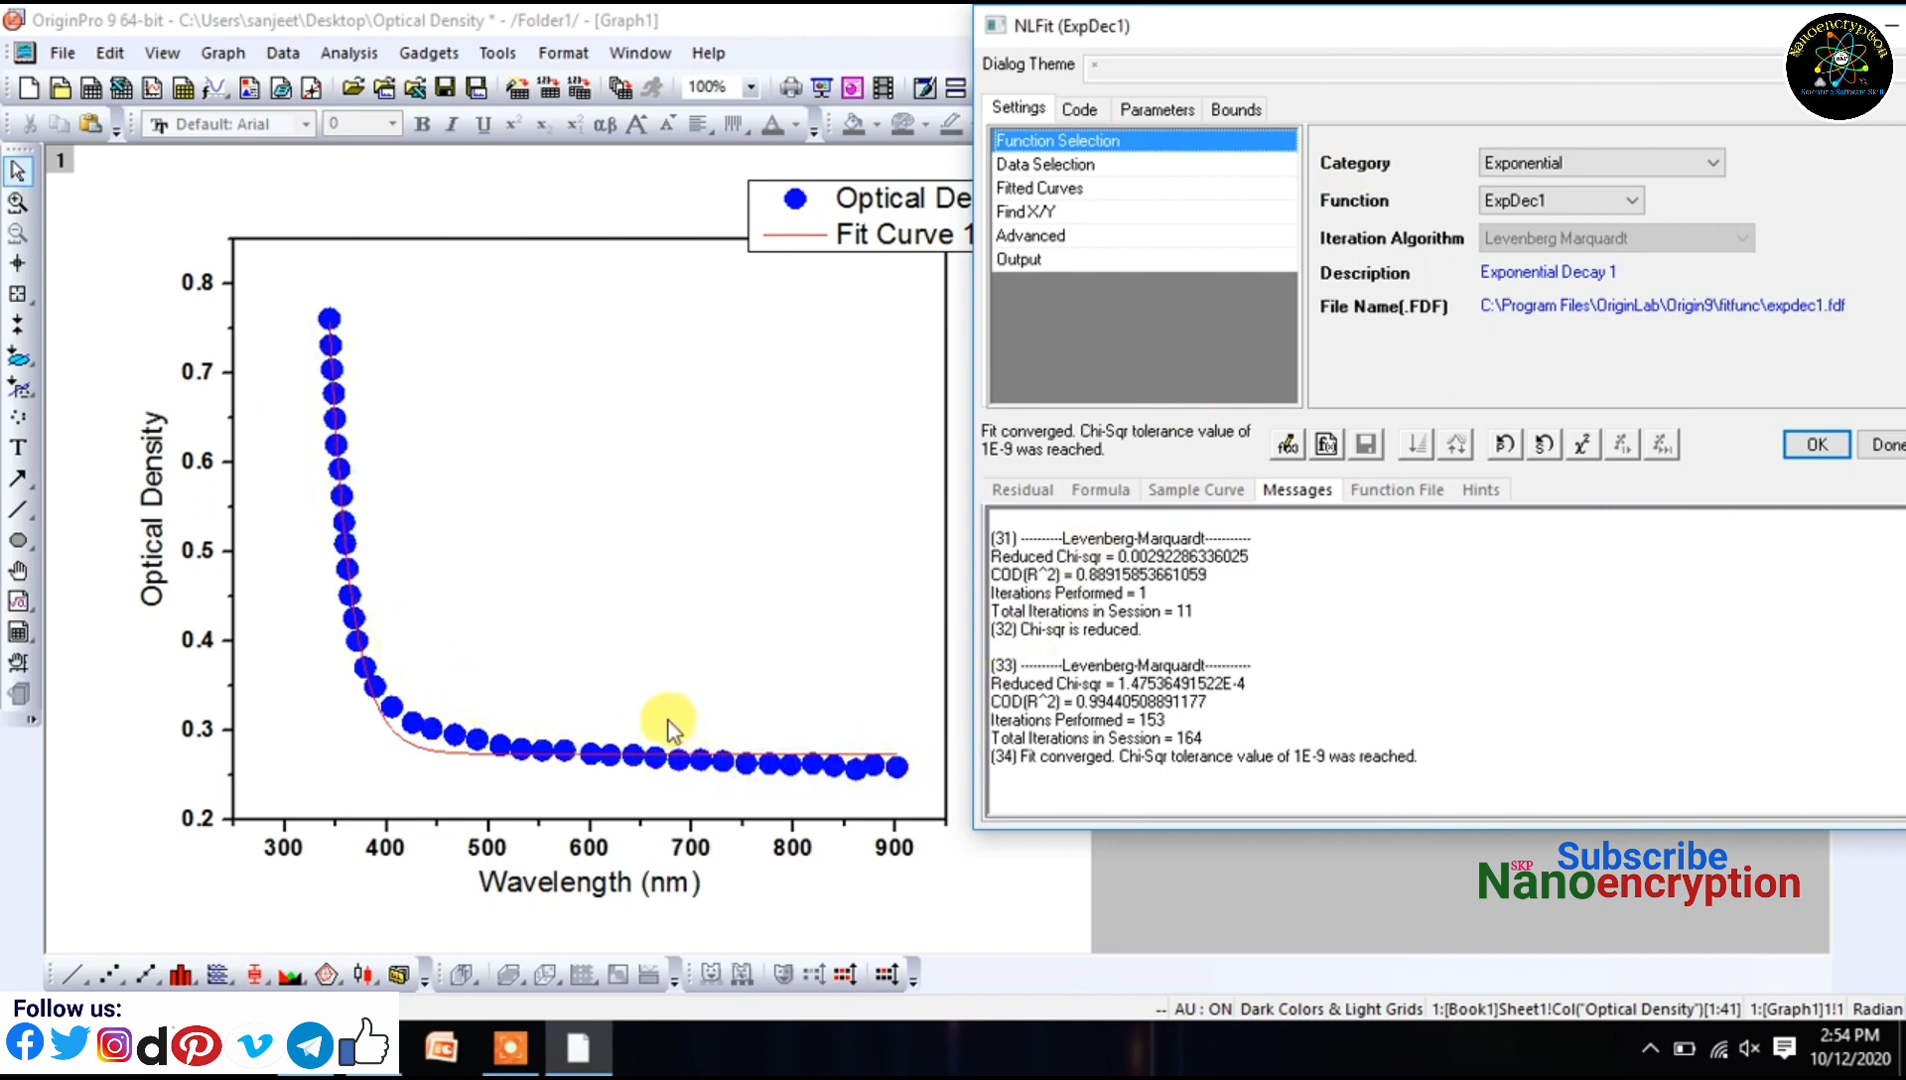 OriginPro 9 64-bit - C:\Users\sanjeet\Desktop\Optical Density * - /Folder1/ - [Graph1]
File Edit View Graph Data Analysis Gadgets Tools Format Window Help
100%
Default: Arial 0 B I U
1
Optical De
Fit Curve 1
0.8
0.7
0.6
0.5
0.4
0.3
0.2
Optical Density
300 400 500 600 700 800 900
Wavelength (nm)
NLFit (ExpDec1)
Dialog Theme *
Settings Code Parameters Bounds
Function Selection
Data Selection
Fitted Curves
Find X/Y
Advanced
Output
Category Exponential
Function ExpDec1
Iteration Algorithm Levenberg Marquardt
Description Exponential Decay 1
File Name(.FDF) C:\Program Files\OriginLab\Origin9\fitfunc\expdec1.fdf
Fit converged. Chi-Sqr tolerance value of
1E-9 was reached.
OK Done
Residual Formula Sample Curve Messages Function File Hints
(31) ---------Levenberg-Marquardt----------
Reduced Chi-sqr = 0.00292286336025
COD(R^2) = 0.88915853661059
Iterations Performed = 1
Total Iterations in Session = 11
(32) Chi-sqr is reduced.
(33) ---------Levenberg-Marquardt----------
Reduced Chi-sqr = 1.47536491522E-4
COD(R^2) = 0.99440508891177
Iterations Performed = 153
Total Iterations in Session = 164
(34) Fit converged. Chi-Sqr tolerance value of 1E-9 was reached.
Nanoencryption
SKP
Scientific Software Skill
Subscribe
SKP
Nanoencryption
-- AU : ON Dark Colors & Light Grids 1:[Book1]Sheet1!Col("Optical Density")[1:41] 1:[Graph1]1!1 Radian
Follow us:
2:54 PM
10/12/2020